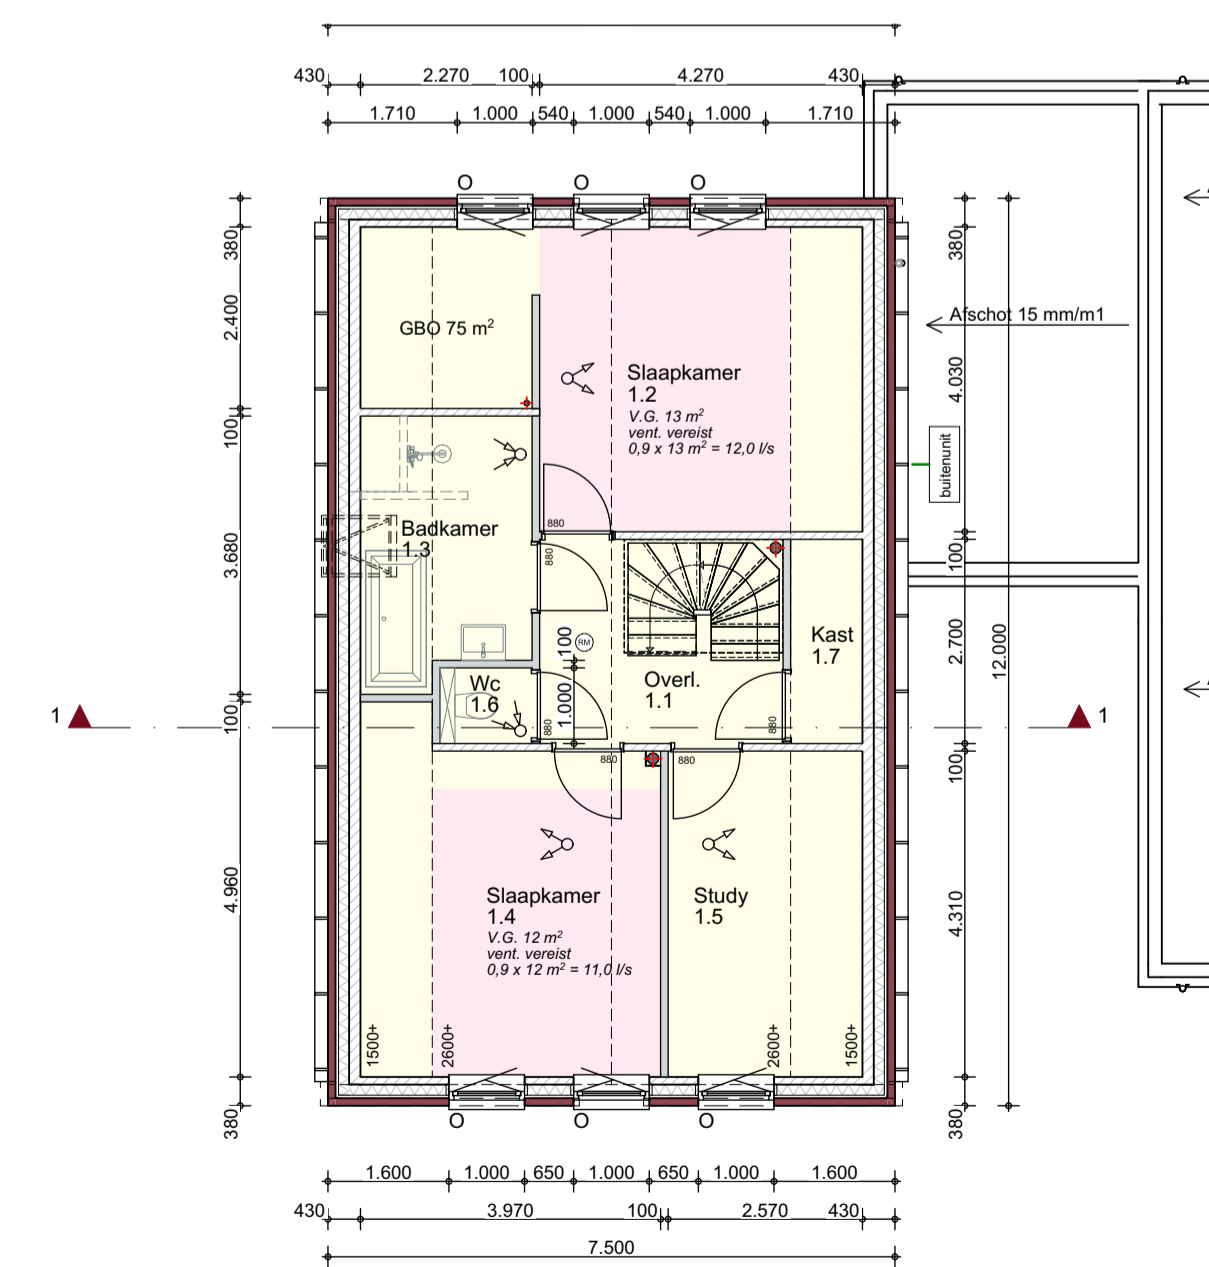 430 2.270 100 4.270 430
1.710 1.000 540 1.000 540 1.000 1.710
O O O
380
2.400
100
3.680
100
4.960
380
GBO 75 m²
Slaapkamer
1.2
V.G. 13 m²
vent. vereist
0,9 x 13 m² = 12,0 l/s
Afschot 15 mm/m1
buitenunit
380
4.030
100
2.700
12.000
100
4.310
380
Badkamer
1.3
880
880
RM
100
1.000
Kast
1.7
Wc
1.6
Overl.
1.1
880
880
1 1
880
880
Slaapkamer
1.4
V.G. 12 m²
vent. vereist
0,9 x 12 m² = 11,0 l/s
Study
1.5
1500+ 2600+ 2600+ 1500+
O O O
1.600 1.000 650 1.000 650 1.000 1.600
430 3.970 100 2.570 430
7.500